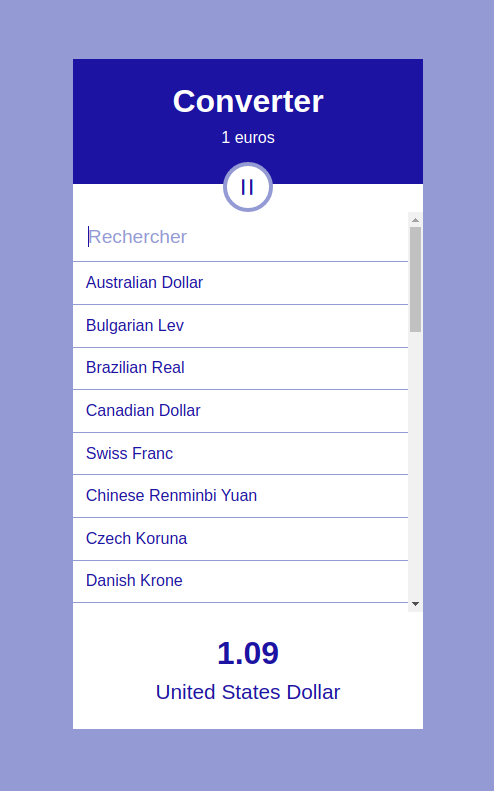 Converter
1 euros
=
Rechercher
Australian Dollar
Bulgarian Lev
Brazilian Real
Canadian Dollar
Swiss Franc
Chinese Renminbi Yuan
Czech Koruna
Danish Krone
1.09
United States Dollar